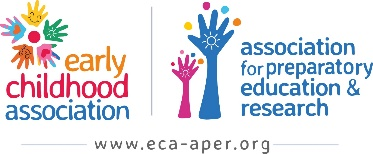 early
childhood
association
association
for preparatory
education &
research
www.eca-aper.org